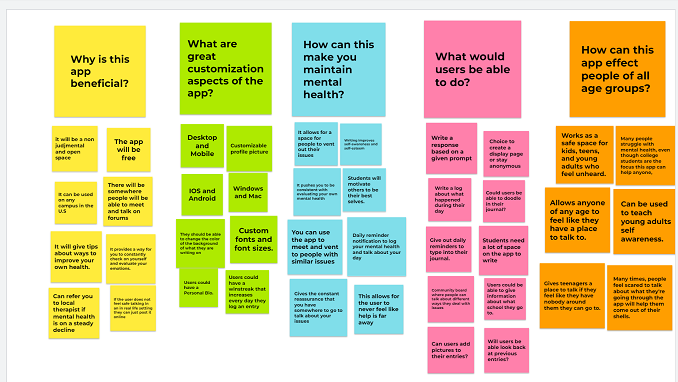 Why is this
app
beneficial?
It will be a non
judjmental
and open
space
The app
will be
free
It can be used
on any
campus in the
U.S
There will be
somewhere
people will be
able to meet
and talk on
forums
It will give tips
about ways to
improve your
own health.
It provides a way for
you to constantly
check on yourself
and evaluate your
emotions.
Can refer you
to local
therapist if
mental health
is on a steady
decline
If the user does not
feel safe talking in
an in real life setting
they can just post it
online
What are
great
customization
aspects of the
app?
Desktop
and
Mobile
Customizable
profile picture
IOS and
Android
Windows
and Mac
They should be able
to change the color
of the background
of what they are
writing on
Custom
fonts and
font sizes.
Users could
have a
Personal Bio.
Users could
have a
winstreak that
increases
every day they
log an entry
How can this
make you
maintain
mental
health?
It allows for a
space for
people to vent
out their
issues
Writing improves
self-awareness and
self-esteem
It pushes you to be
consistent with
evaluating your own
mental health
Students will
motivate
others to be
their best
selves.
You can use the
app to meet
and vent to
people with
similar issues
Daily reminder
notification to log
your mental health
and talk about your
day
Gives the constant
reassurance that you
have somewhere to go to
talk about your
issues
This allows for
the user to
never feel like
help is far
away
What would
users be able
to do?
Write a
response based
on a given
prompt
Choice to
create a
display page
or stay
anonymous
Write a log
about what
happened
during their
day
Could users be
able to doodle
in their
journal?
Give out daily
reminders to
type into their
journal.
Students need
a lot of space
on the app to
write
Community board
where people can
talk about different
ways they deal with
issues.
Users could be
able to give
information
about what
school they go
to.
Can users add
pictures to
their entries?
Will users be
able look back
at previous
entries?
How can this
app effect
people of all
age groups?
Works as a
safe space for
kids, teens,
and young
adults who
feel unheard.
Many people
struggle with
mental health, even
though college
students are the
focus this app can
help anyone,
Allows anyone
of any age to
feel like they
have a place
to talk to.
Can be used
to teach
young adults
self
awareness.
Gives teenagers a
place to talk if they
feel like they have
nobody around
them they can go to.
Many times, people
feel scared to talk
about what they're
going through the
app will help them
come out of their
shells.